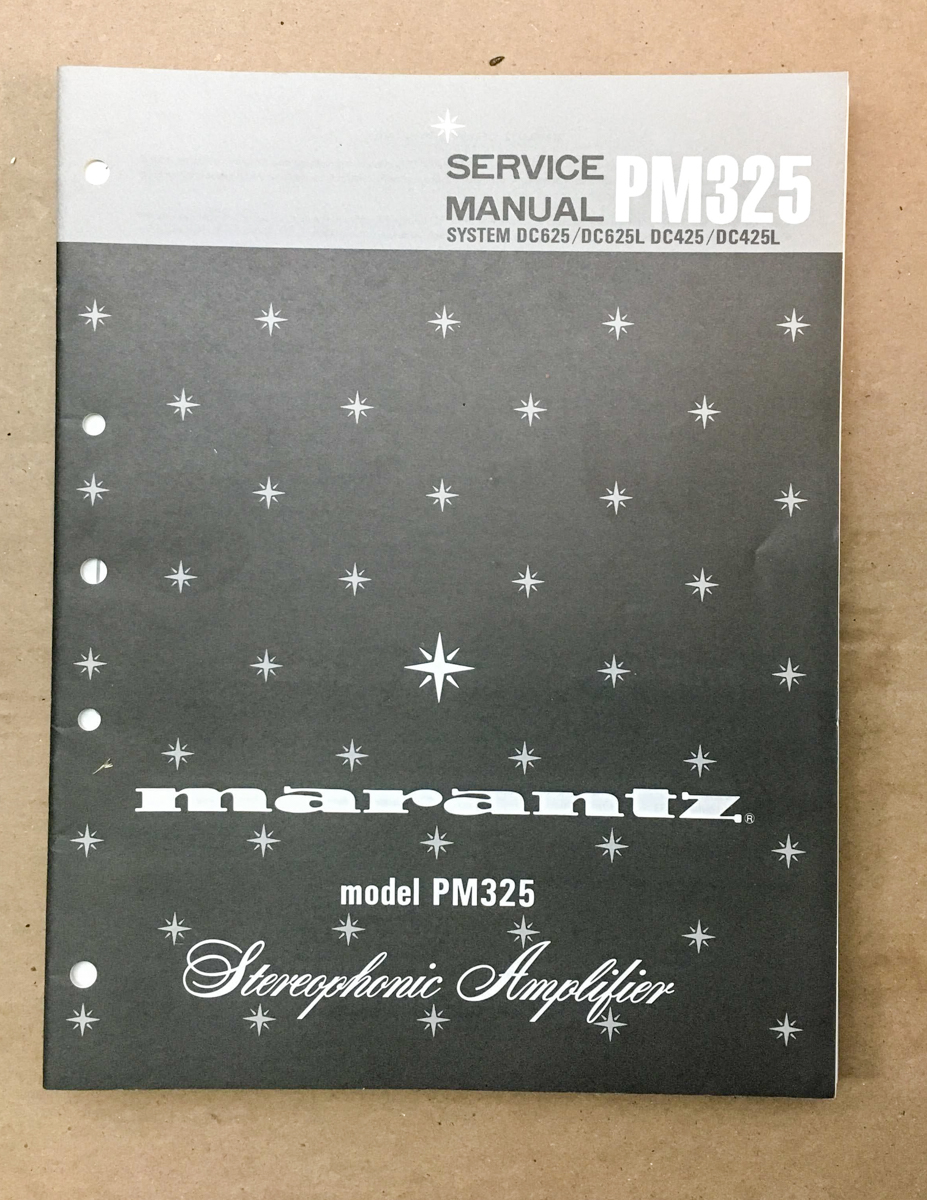 SERVICE
MANUAL PM325
SYSTEM DC625/DC625L DC425/DC425L
marantz®
model PM325
Stereophonic Amplifier